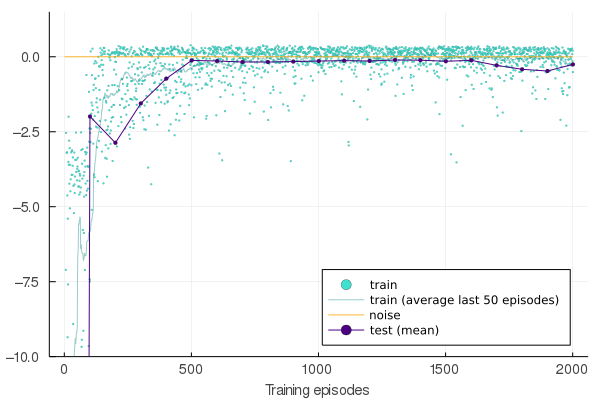 0.0
−2.5
−5.0
−7.5
−10.0
0
500
1000
1500
2000
Training episodes
train
train (average last 50 episodes)
noise
test (mean)